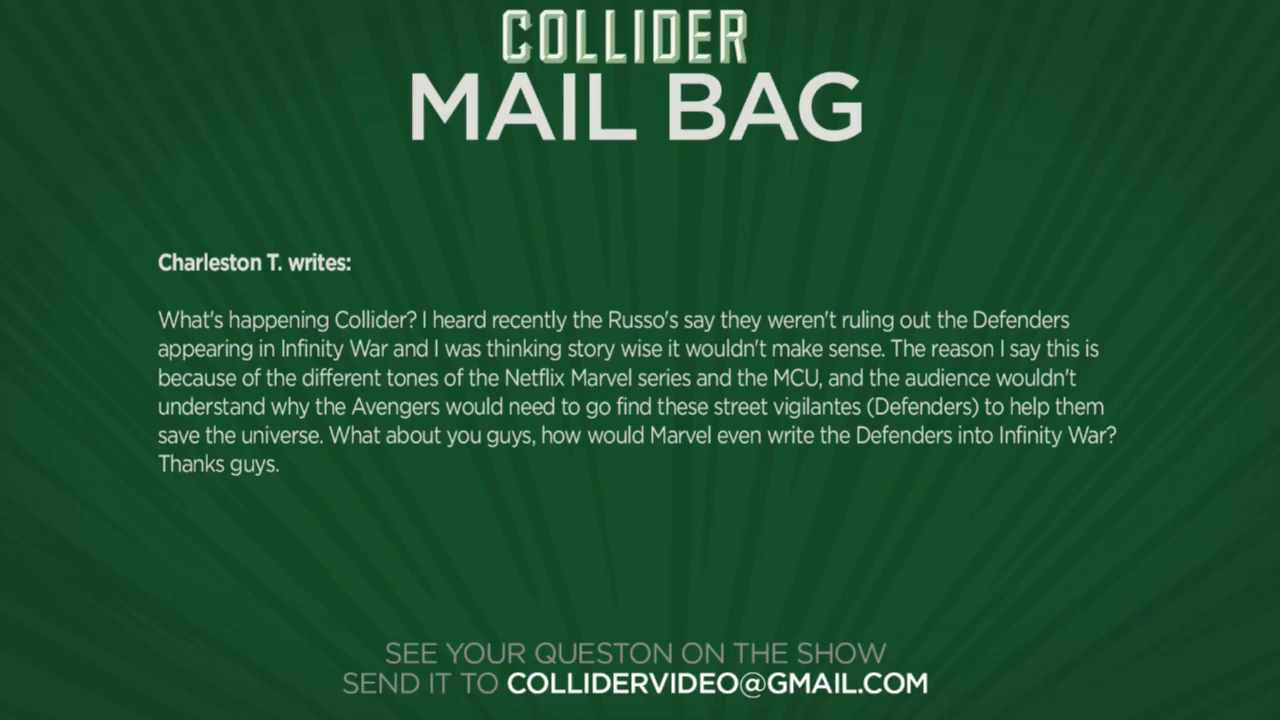 COLLIDER
MAIL BAG
Charleston T. writes:
What's happening Collider? I heard recently the Russo's say they weren't ruling out the Defenders
appearing in Infinity War and I was thinking story wise it wouldn't make sense. The reason I say this is
because of the different tones of the Netflix Marvel series and the MCU, and the audience wouldn't
understand why the Avengers would need to go find these street vigilantes (Defenders) to help them
save the universe. What about you guys, how would Marvel even write the Defenders into Infinity War?
Thanks guys.
SEE YOUR QUESTON ON THE SHOW
SEND IT TO COLLIDERVIDEO@GMAIL.COM